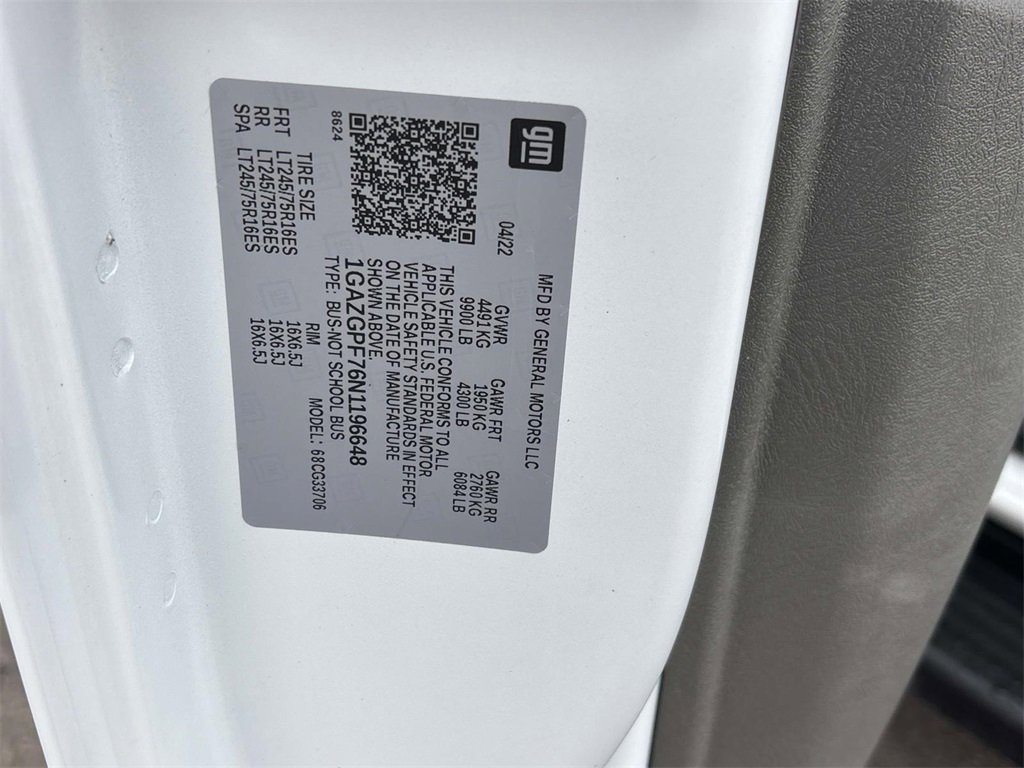 gm
MFD BY GENERAL MOTORS LLC
04/22 GVWR GAWR FRT GAWR RR
4491 KG 1950 KG 2760 KG
9900 LB 4300 LB 6084 LB
THIS VEHICLE CONFORMS TO ALL
APPLICABLE U.S. FEDERAL MOTOR
VEHICLE SAFETY STANDARDS IN EFFECT
ON THE DATE OF MANUFACTURE
SHOWN ABOVE.
1GAZGPF76N1196648
8624 TYPE: BUS-NOT SCHOOL BUS
MODEL: 68CG33706
TIRE SIZE RIM
FRT LT245/75R16ES 16X6.5J
RR LT245/75R16ES 16X6.5J
SPA LT245/75R16ES 16X6.5J